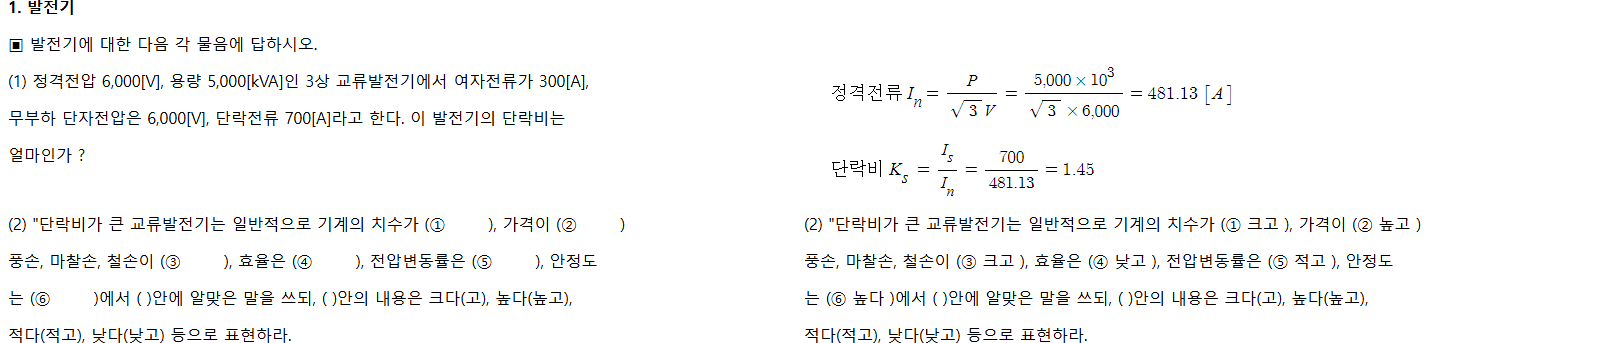 1. 발전기
▣ 발전기에 대한 다음 각 물음에 답하시오.
(1) 정격전압 6,000[V], 용량 5,000[kVA]인 3상 교류발전기에서 여자전류가 300[A],
무부하 단자전압은 6,000[V], 단락전류 700[A]라고 한다. 이 발전기의 단락비는
얼마인가 ?
(2) "단락비가 큰 교류발전기는 일반적으로 기계의 치수가 (①        ), 가격이 (②        )
풍손, 마찰손, 철손이 (③        ), 효율은 (④        ), 전압변동률은 (⑤        ), 안정도
는 (⑥        )에서 ( )안에 알맞은 말을 쓰되, ( )안의 내용은 크다(고), 높다(높고),
적다(적고), 낮다(낮고) 등으로 표현하라.
정격전류 Iₙ = P / √3 V = 5,000 × 10³ / √3 × 6,000 = 481.13 [A]
단락비 Kₛ = Iₛ / Iₙ = 700 / 481.13 = 1.45
(2) "단락비가 큰 교류발전기는 일반적으로 기계의 치수가 (① 크고 ), 가격이 (② 높고 )
풍손, 마찰손, 철손이 (③ 크고 ), 효율은 (④ 낮고 ), 전압변동률은 (⑤ 적고 ), 안정도
는 (⑥ 높다 )에서 ( )안에 알맞은 말을 쓰되, ( )안의 내용은 크다(고), 높다(높고),
적다(적고), 낮다(낮고) 등으로 표현하라.